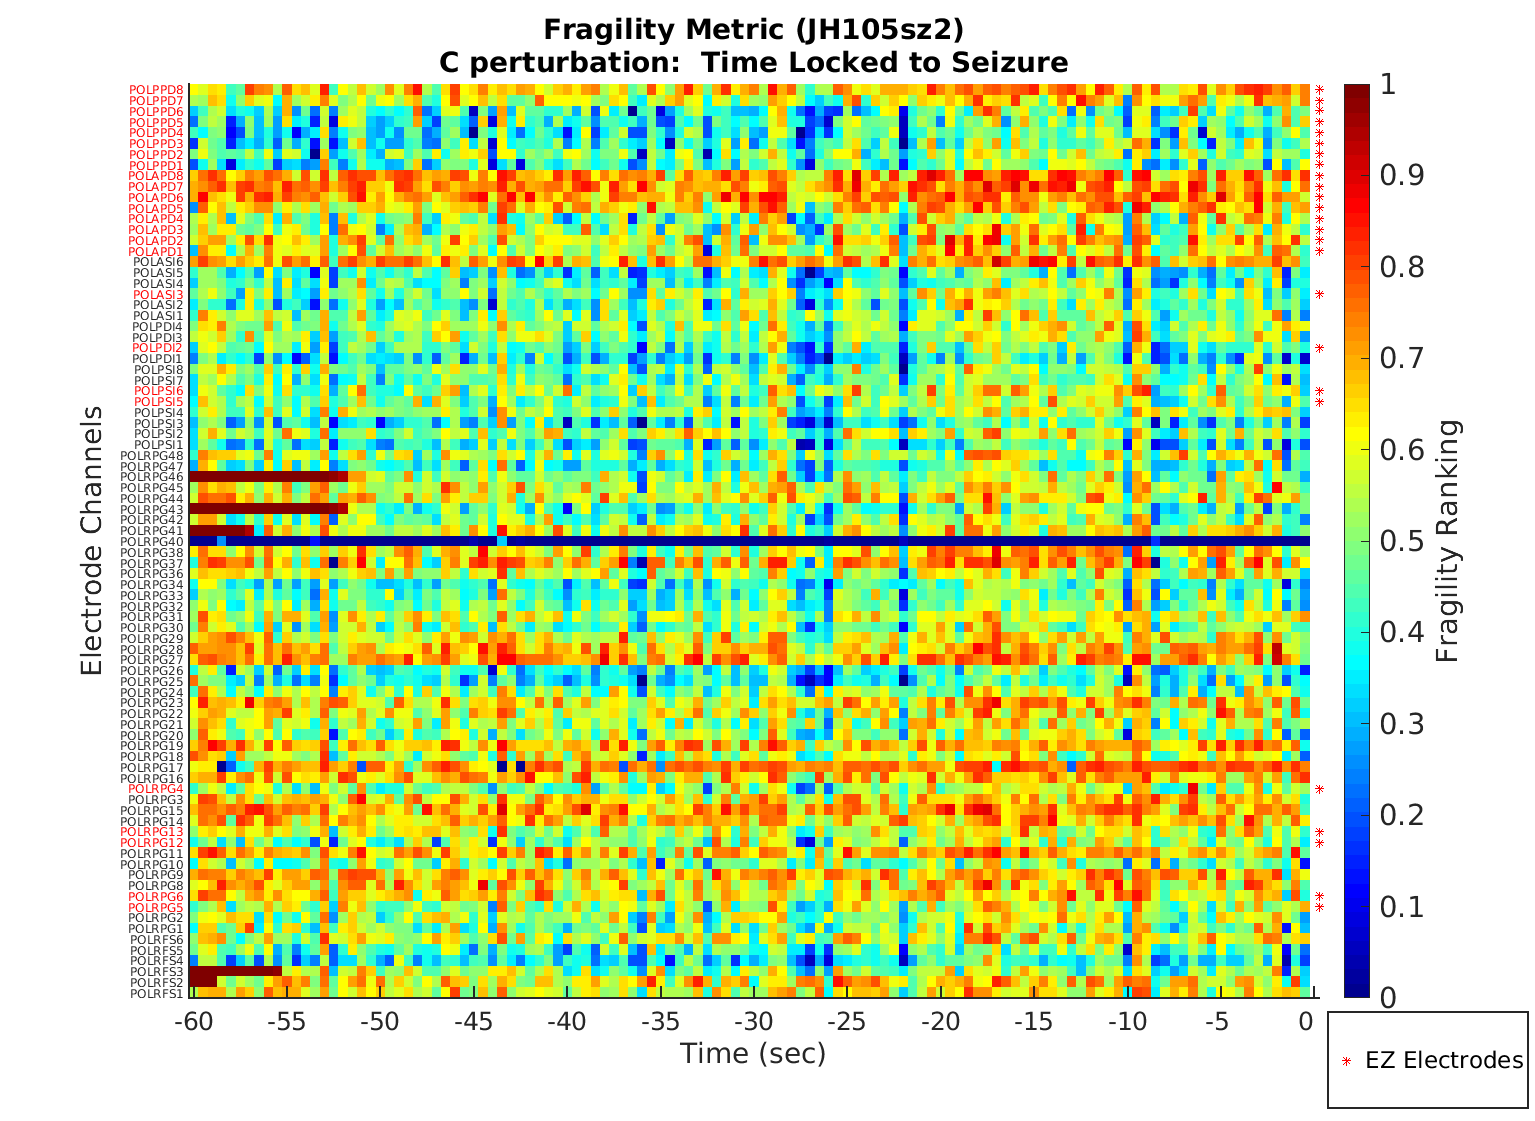 Fragility Metric (JH105sz2)
C perturbation:  Time Locked to Seizure
Electrode Channels
POLPPD8
POLPPD7
POLPPD6
POLPPD5
POLPPD4
POLPPD3
POLPPD2
POLPPD1
POLAPD8
POLAPD7
POLAPD6
POLAPD5
POLAPD4
POLAPD3
POLAPD2
POLAPD1
POLASI6
POLASI5
POLASI4
POLASI3
POLASI2
POLASI1
POLPDI4
POLPDI3
POLPDI2
POLPDI1
POLPSI8
POLPSI7
POLPSI6
POLPSI5
POLPSI4
POLPSI3
POLPSI2
POLPSI1
POLRPG48
POLRPG47
POLRPG46
POLRPG45
POLRPG44
POLRPG43
POLRPG42
POLRPG41
POLRPG40
POLRPG38
POLRPG37
POLRPG36
POLRPG34
POLRPG33
POLRPG32
POLRPG31
POLRPG30
POLRPG29
POLRPG28
POLRPG27
POLRPG26
POLRPG25
POLRPG24
POLRPG23
POLRPG22
POLRPG21
POLRPG20
POLRPG19
POLRPG18
POLRPG17
POLRPG16
POLRPG4
POLRPG3
POLRPG15
POLRPG14
POLRPG13
POLRPG12
POLRPG11
POLRPG10
POLRPG9
POLRPG8
POLRPG6
POLRPG5
POLRPG2
POLRPG1
POLRFS6
POLRFS5
POLRFS4
POLRFS3
POLRFS2
POLRFS1
-60 -55 -50 -45 -40 -35 -30 -25 -20 -15 -10 -5 0
Time (sec)
1
0.9
0.8
0.7
0.6
0.5
0.4
0.3
0.2
0.1
0
Fragility Ranking
EZ Electrodes